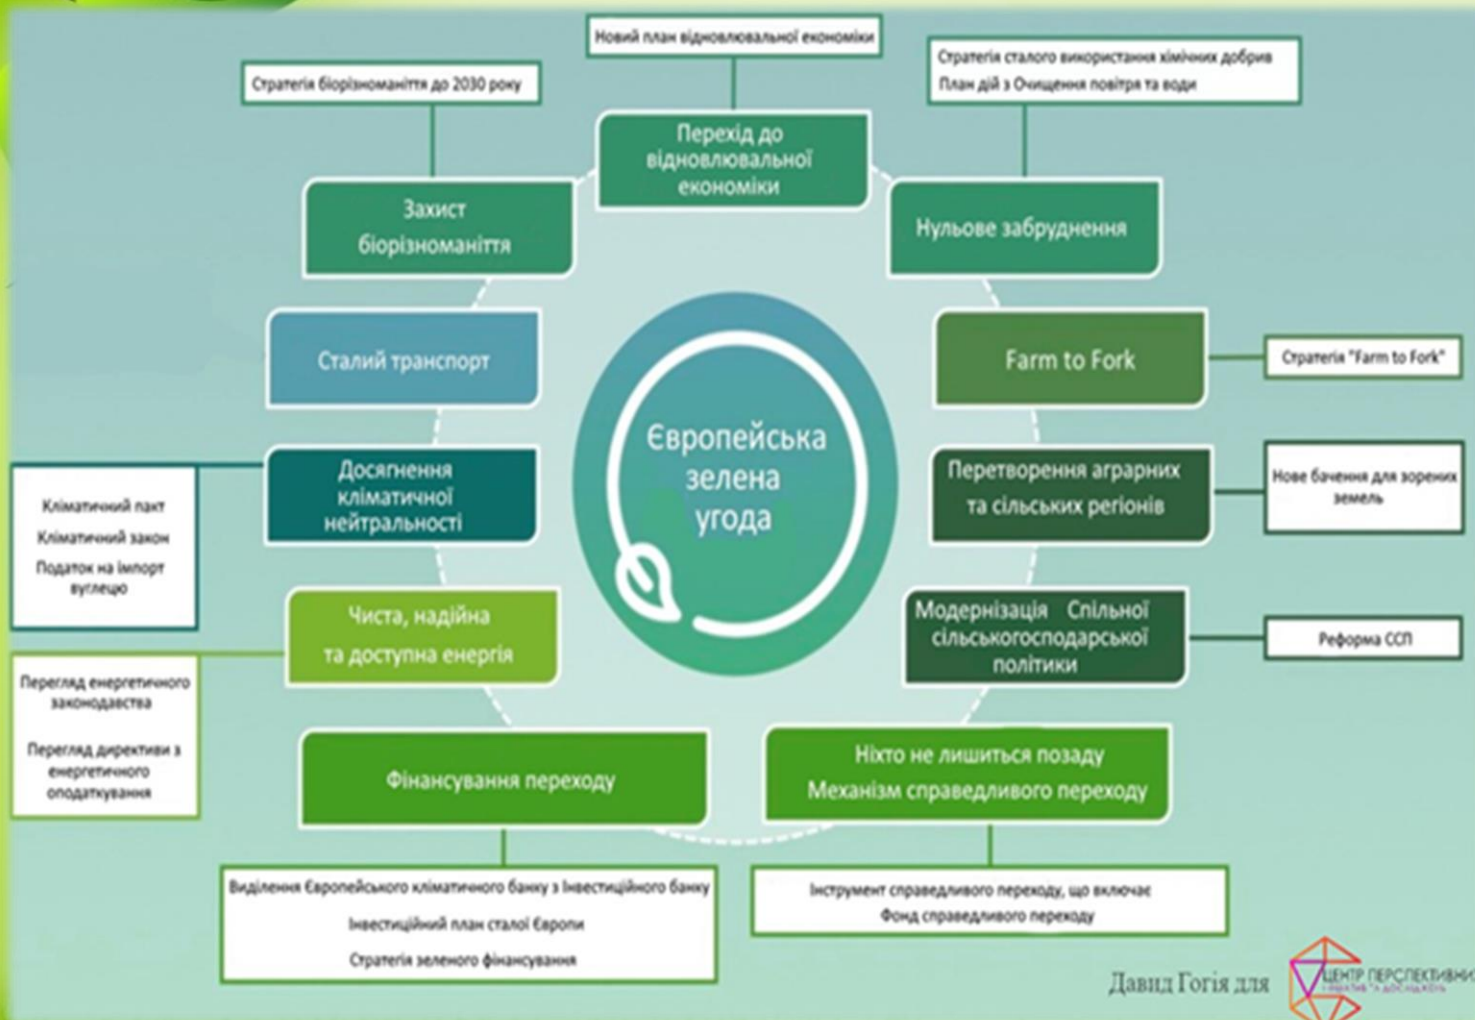 Новий план відновлювальної економіки
Стратегія біорізноманіття до 2030 року
Стратегія сталого використання хімічних добрив
План дій з Очищення повітря та води
Перехід до
відновлювальної
економіки
Захист
біорізноманіття
Нульове забруднення
Сталий транспорт
Farm to Fork
Стратегія "Farm to Fork"
Європейська
зелена
угода
Досягнення
кліматичної
нейтральності
Кліматичний пакт
Кліматичний закон
Податок на імпорт
вуглецю
Перетворення аграрних
та сільських регіонів
Нове бачення для зорених
земель
Чиста, надійна
та доступна енергія
Перегляд енергетичного
законодавства
Перегляд директиви з
енергетичного
оподаткування
Модернізація Спільної
сільськогосподарської
політики
Реформа ССП
Фінансування переходу
Ніхто не лишиться позаду
Механізм справедливого переходу
Виділення Європейського кліматичного банку з Інвестиційного банку
Інвестиційний план сталої Європи
Стратегія зеленого фінансування
Інструмент справедливого переходу, що включає
Фонд справедливого переходу
Давид Гогія для
ЦЕНТР ПЕРСПЕКТИВНИХ
ІНІЦІАТИВ ТА ДОСЛІДЖЕНЬ